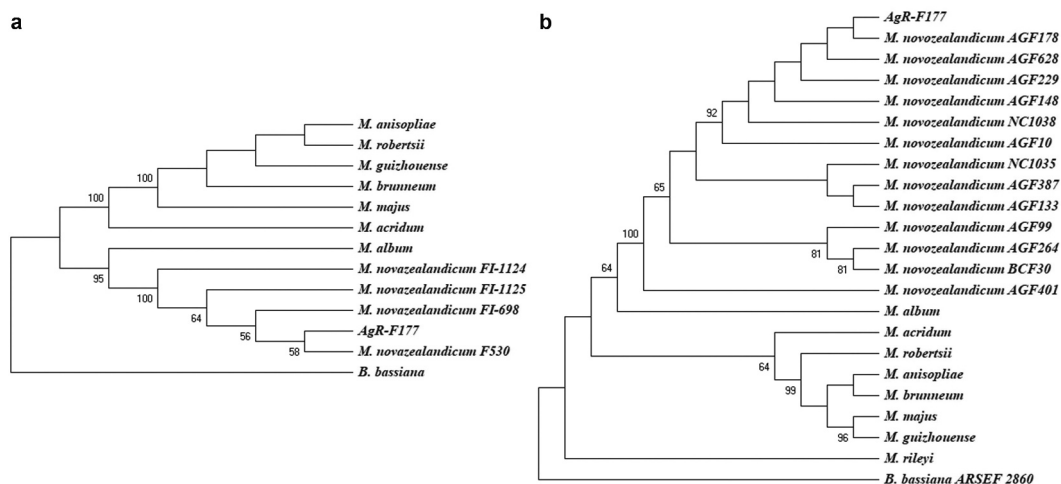 a
M. anisopliae
M. robertsii
M. guizhouense
M. brunneum
M. majus
M. acridum
M. album
M. novazealandicum FI-1124
M. novazealandicum FI-1125
M. novazealandicum FI-698
AgR-F177
M. novazealandicum F530
B. bassiana
100
100
95
100
64
56
58
b
AgR-F177
M. novozealandicum AGF178
M. novozealandicum AGF628
M. novozealandicum AGF229
M. novozealandicum AGF148
M. novozealandicum NC1038
M. novozealandicum AGF10
M. novozealandicum NC1035
M. novozealandicum AGF387
M. novozealandicum AGF133
M. novozealandicum AGF99
M. novozealandicum AGF264
M. novozealandicum BCF30
M. novozealandicum AGF401
M. album
M. acridum
M. robertsii
M. anisopliae
M. brunneum
M. majus
M. guizhouense
M. rileyi
B. bassiana ARSEF 2860
92
65
81
81
100
64
64
99
96